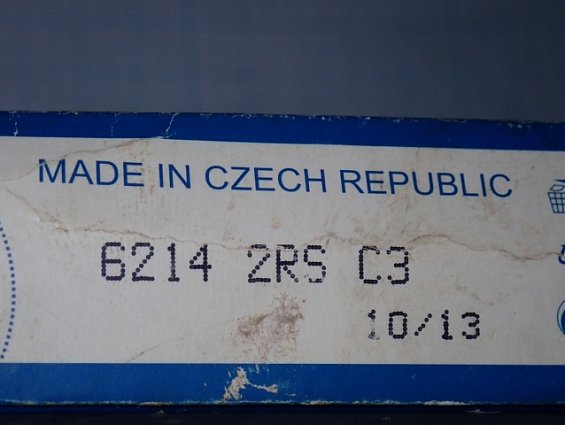 MADE IN CZECH REPUBLIC
6214 2RS C3
10/13